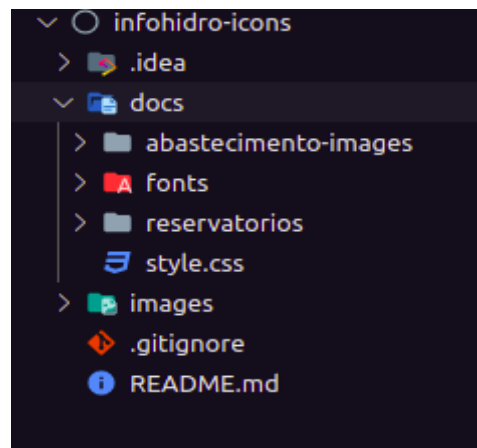 infohidro-icons
.idea
docs
abastecimento-images
fonts
reservatorios
style.css
images
.gitignore
README.md